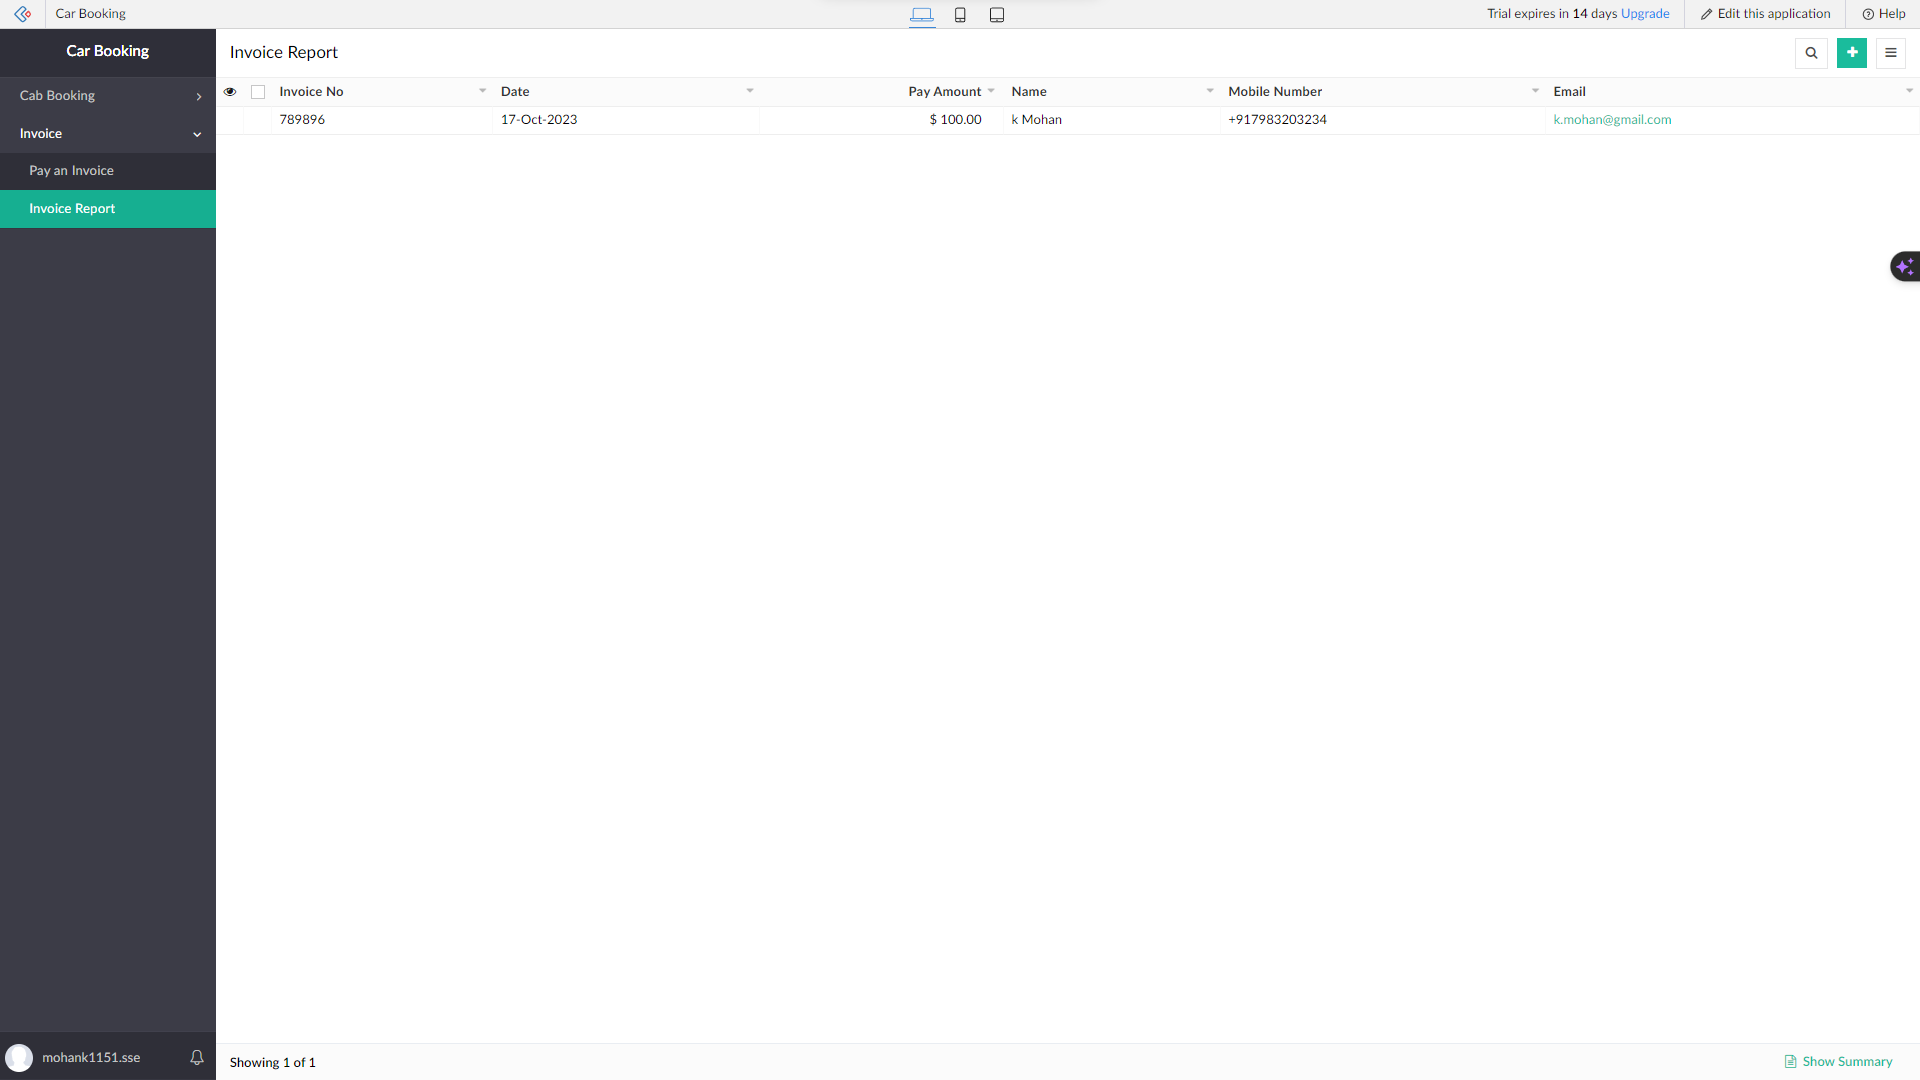 Car Booking
Trial expires in 14 days Upgrade
Edit this application
Help
Car Booking
Cab Booking
Invoice
Pay an Invoice
Invoice Report
mohank1151.sse
Invoice Report
Invoice No Date Pay Amount Name Mobile Number Email
789896 17-Oct-2023 $ 100.00 k Mohan +917983203234 k.mohan@gmail.com
Showing 1 of 1
Show Summary